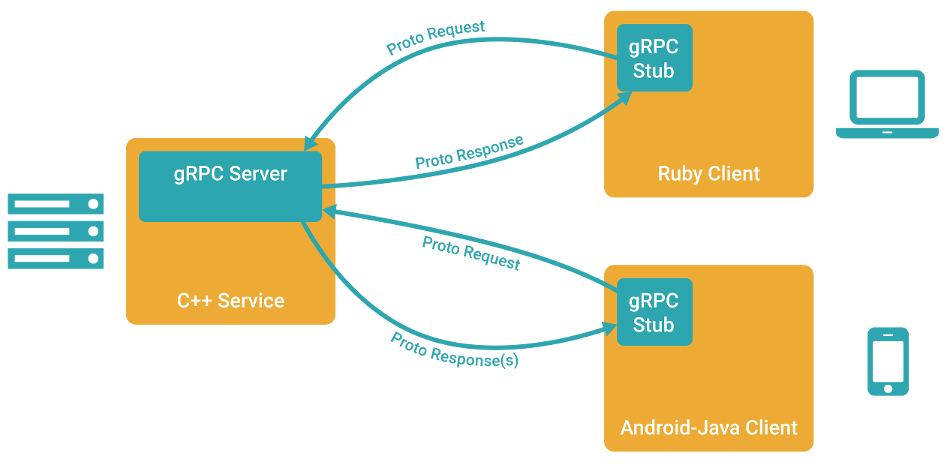 Proto Request
gRPC
Stub
Ruby Client
Proto Response
gRPC Server
C++ Service
Proto Request
gRPC
Stub
Android-Java Client
Proto Response(s)